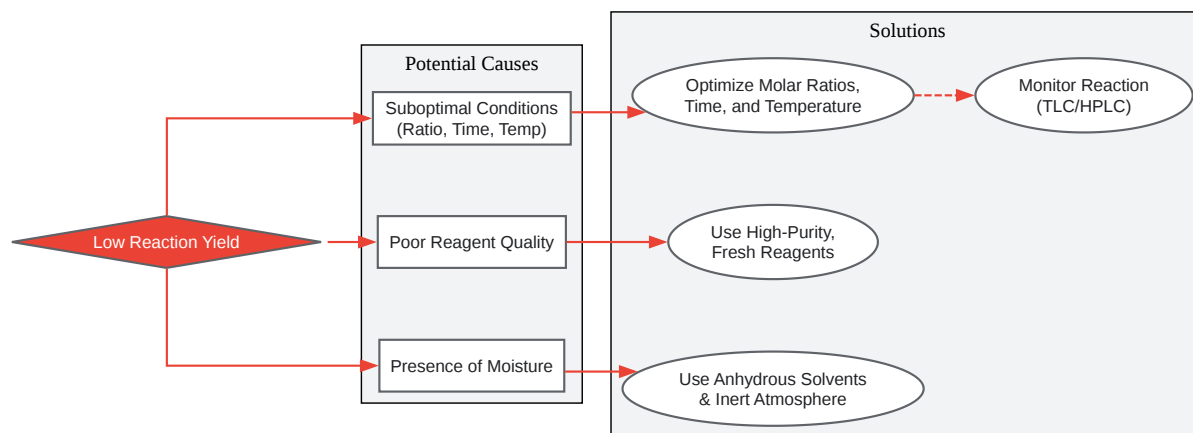 Solutions
Potential Causes
Optimize Molar Ratios,
Time, and Temperature
Monitor Reaction
(TLC/HPLC)
Suboptimal Conditions
(Ratio, Time, Temp)
Low Reaction Yield
Poor Reagent Quality
Use High-Purity,
Fresh Reagents
Presence of Moisture
Use Anhydrous Solvents
& Inert Atmosphere